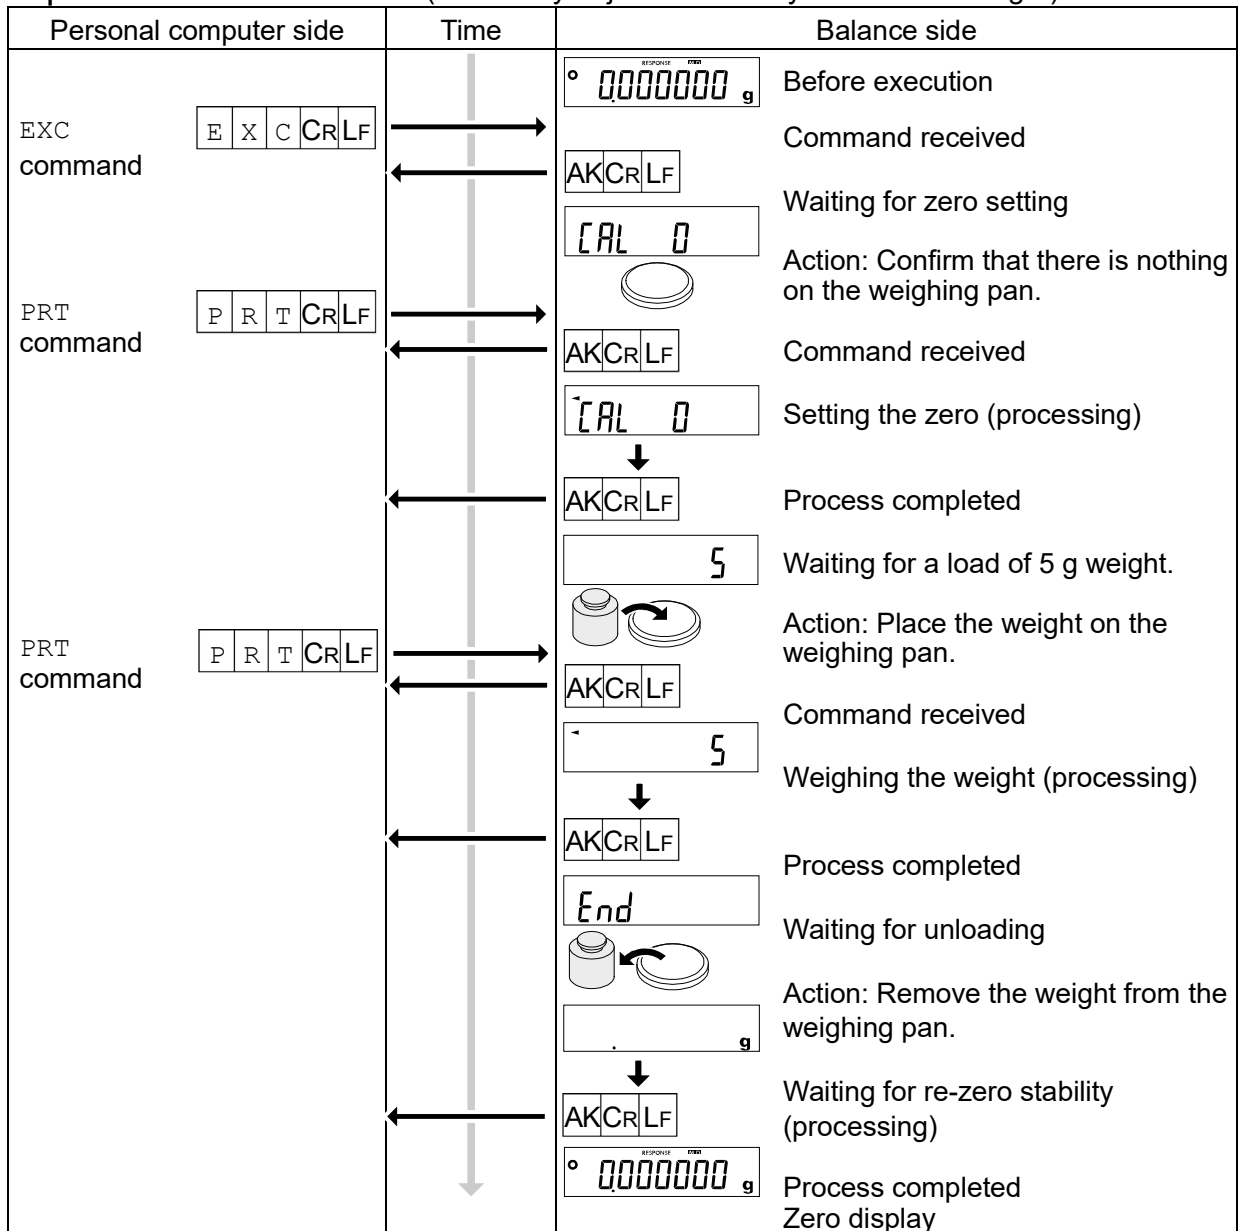 Personal computer side Time Balance side
RESPONSE
0.000000 g Before execution
EXC E X C CR LF Command received
command
AK CR LF
Waiting for zero setting
CAL 0
Action: Confirm that there is nothing
on the weighing pan.
PRT P R T CR LF
command
AK CR LF Command received
CAL 0 Setting the zero (processing)
AK CR LF Process completed
5 Waiting for a load of 5 g weight.
Action: Place the weight on the
weighing pan.
PRT P R T CR LF
command
AK CR LF
Command received
5
Weighing the weight (processing)
AK CR LF
Process completed
End
Waiting for unloading
Action: Remove the weight from the
weighing pan.
. g
Waiting for re-zero stability
(processing)
AK CR LF
RESPONSE
0.000000 g
Process completed
Zero display